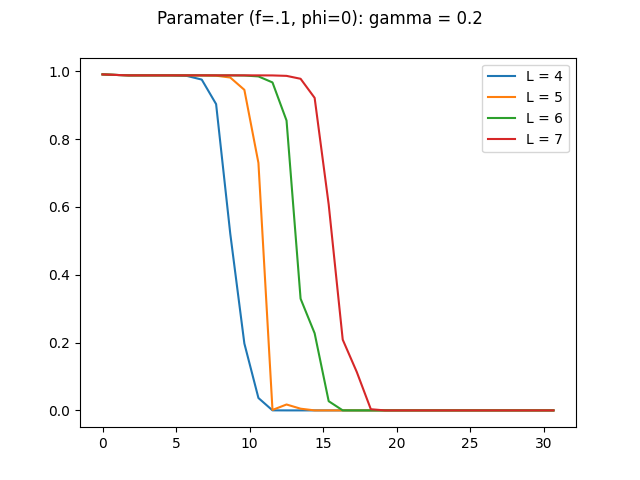 Paramater (f=.1, phi=0): gamma = 0.2
1.0
0.8
0.6
0.4
0.2
0.0
L = 4
L = 5
L = 6
L = 7
0 5 10 15 20 25 30